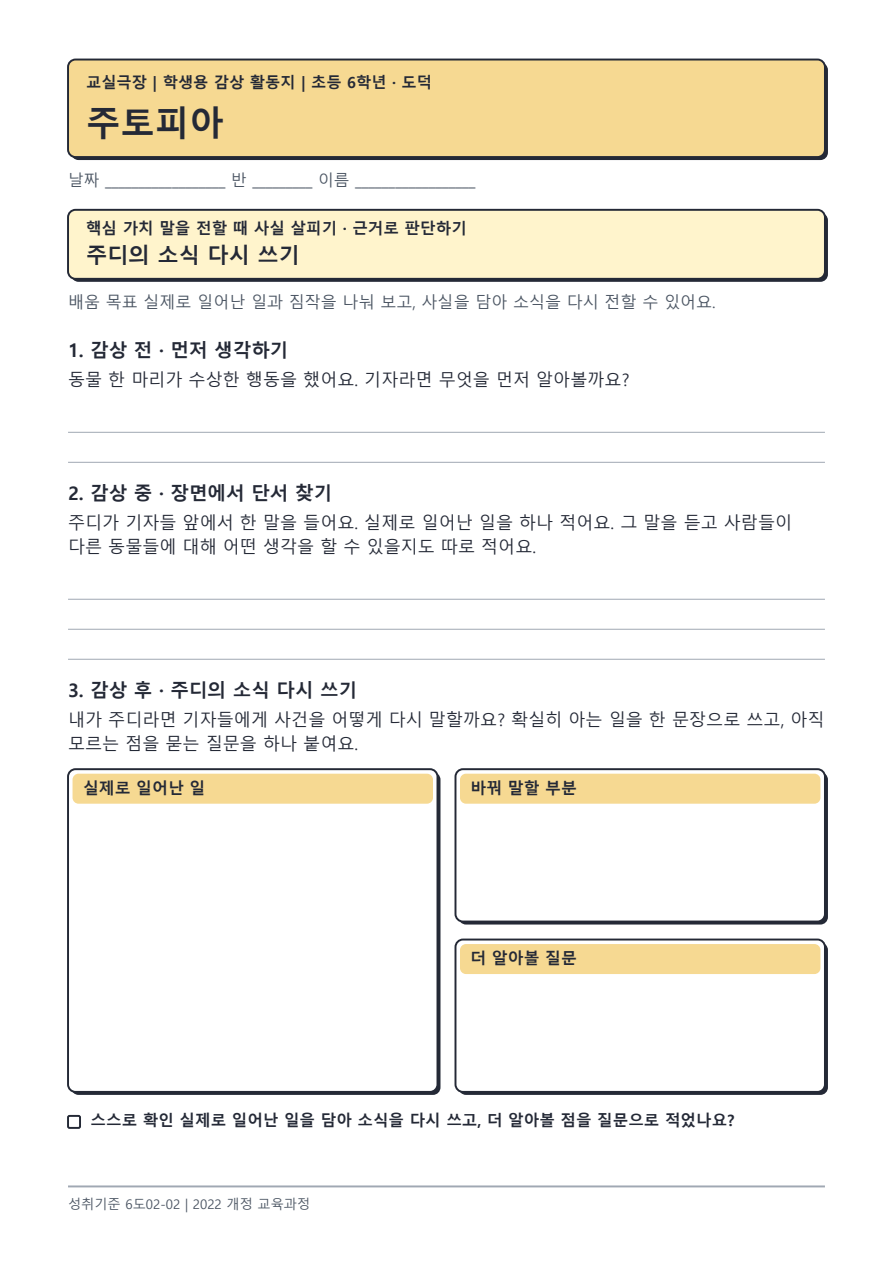 교실극장 | 학생용 감상 활동지 | 초등 6학년 · 도덕
주토피아
날짜 _______________ 반 _______ 이름 _______________
핵심 가치 말을 전할 때 사실 살피기 · 근거로 판단하기
주디의 소식 다시 쓰기
배움 목표 실제로 일어난 일과 짐작을 나눠 보고, 사실을 담아 소식을 다시 전할 수 있어요.
1. 감상 전 · 먼저 생각하기
동물 한 마리가 수상한 행동을 했어요. 기자라면 무엇을 먼저 알아볼까요?
2. 감상 중 · 장면에서 단서 찾기
주디가 기자들 앞에서 한 말을 들어요. 실제로 일어난 일을 하나 적어요. 그 말을 듣고 사람들이
다른 동물들에 대해 어떤 생각을 할 수 있을지도 따로 적어요.
3. 감상 후 · 주디의 소식 다시 쓰기
내가 주디라면 기자들에게 사건을 어떻게 다시 말할까요? 확실히 아는 일을 한 문장으로 쓰고, 아직
모르는 점을 묻는 질문을 하나 붙여요.
실제로 일어난 일
바꿔 말할 부분
더 알아볼 질문
스스로 확인 실제로 일어난 일을 담아 소식을 다시 쓰고, 더 알아볼 점을 질문으로 적었나요?
성취기준 6도02-02 | 2022 개정 교육과정